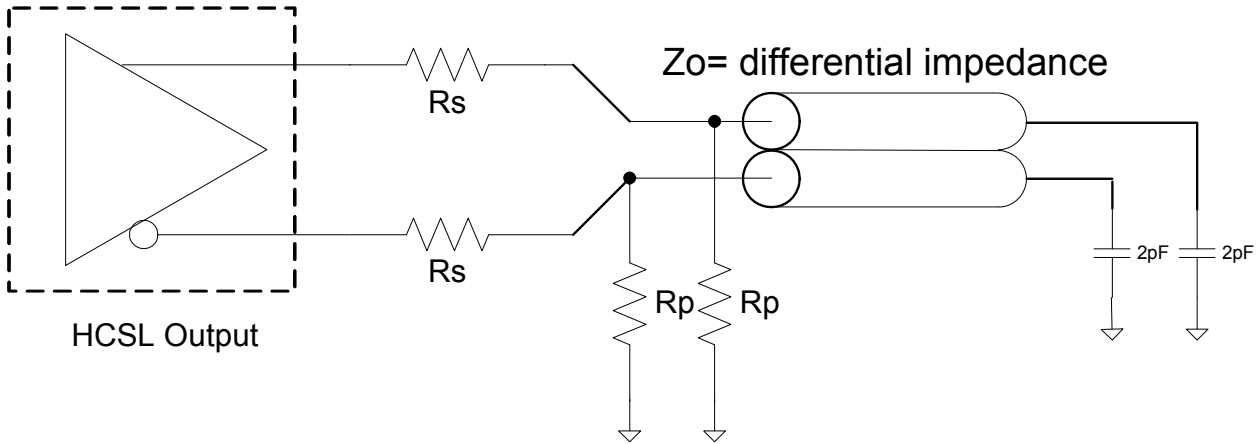 Zo= differential impedance
Rs
Rs
Rp
Rp
2pF
2pF
HCSL Output